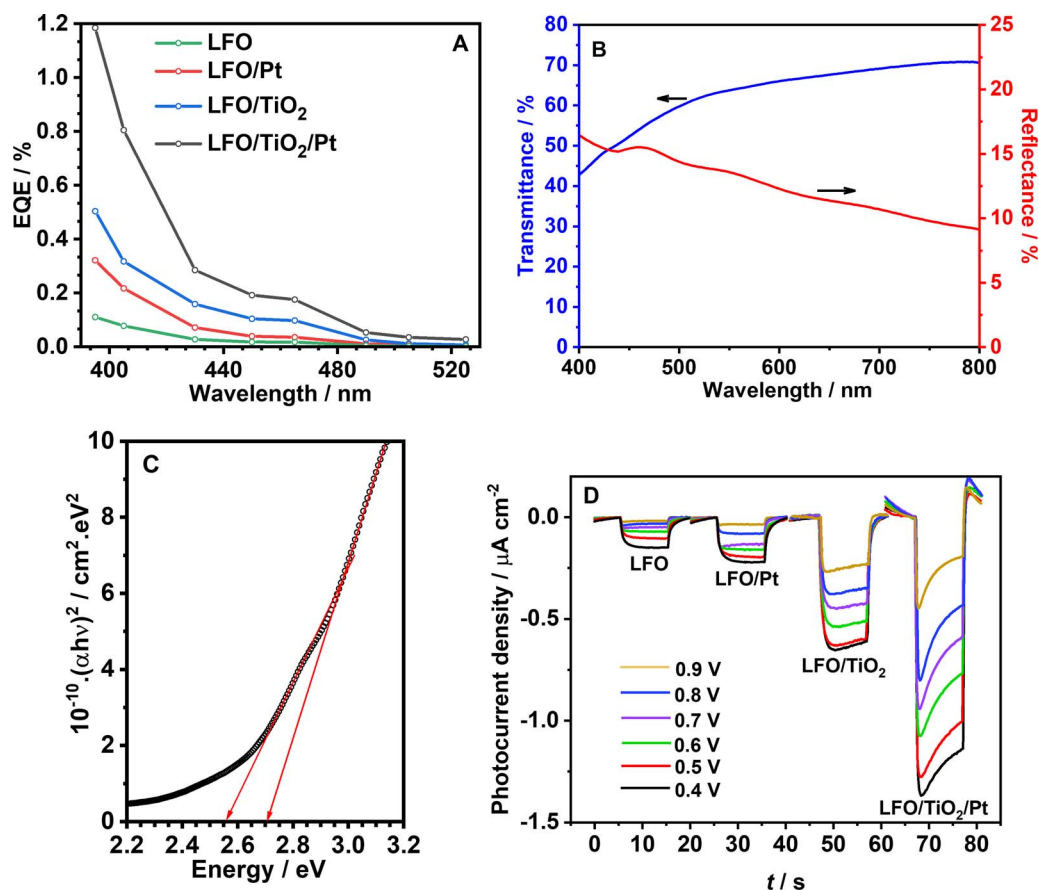 A
LFO
LFO/Pt
LFO/TiO₂
LFO/TiO₂/Pt
EQE / %
1.2
1.0
0.8
0.6
0.4
0.2
0.0
400 440 480 520
Wavelength / nm
B
Transmittance / %
80
70
60
50
40
30
20
10
0
25
20
15
10
5
0
Reflectance / %
400 500 600 700 800
Wavelength / nm
C
10⁻¹⁰.(αhν)² / cm².eV²
10
8
6
4
2
0
2.2 2.4 2.6 2.8 3.0 3.2
Energy / eV
D
Photocurrent density / μA cm⁻²
0.0
-0.5
-1.0
-1.5
LFO
LFO/Pt
LFO/TiO₂
LFO/TiO₂/Pt
0.9 V
0.8 V
0.7 V
0.6 V
0.5 V
0.4 V
0 10 20 30 40 50 60 70 80
t / s